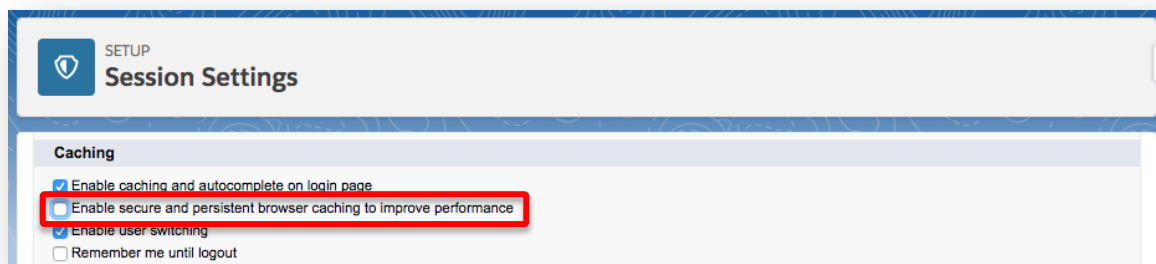 SETUP
Session Settings
Caching
Enable caching and autocomplete on login page
Enable secure and persistent browser caching to improve performance
Enable user switching
Remember me until logout